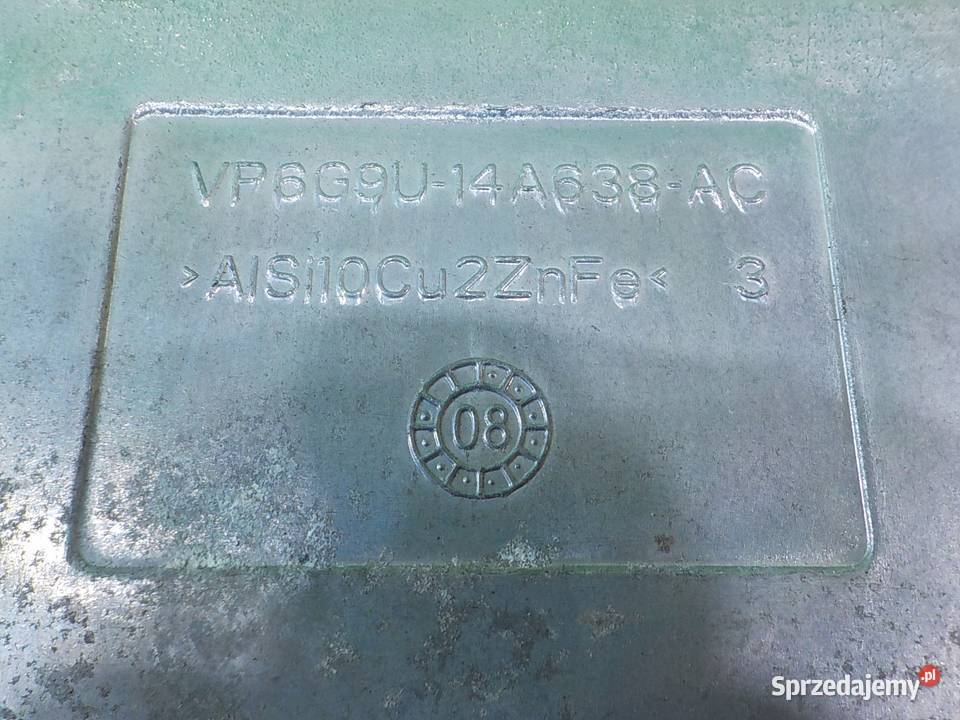 VP6G9U-14A638-AC
>AlSi10Cu2ZnFe< 3
08
Sprzedajemy.pl